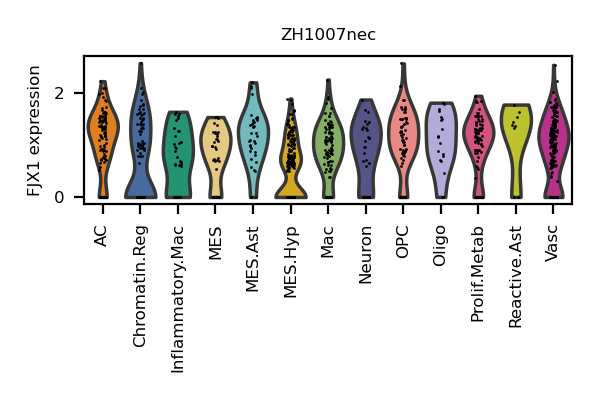 ZH1007nec
FJX1 expression
2
0
AC
Chromatin.Reg
Inflammatory.Mac
MES
MES.Ast
MES.Hyp
Mac
Neuron
OPC
Oligo
Prolif.Metab
Reactive.Ast
Vasc